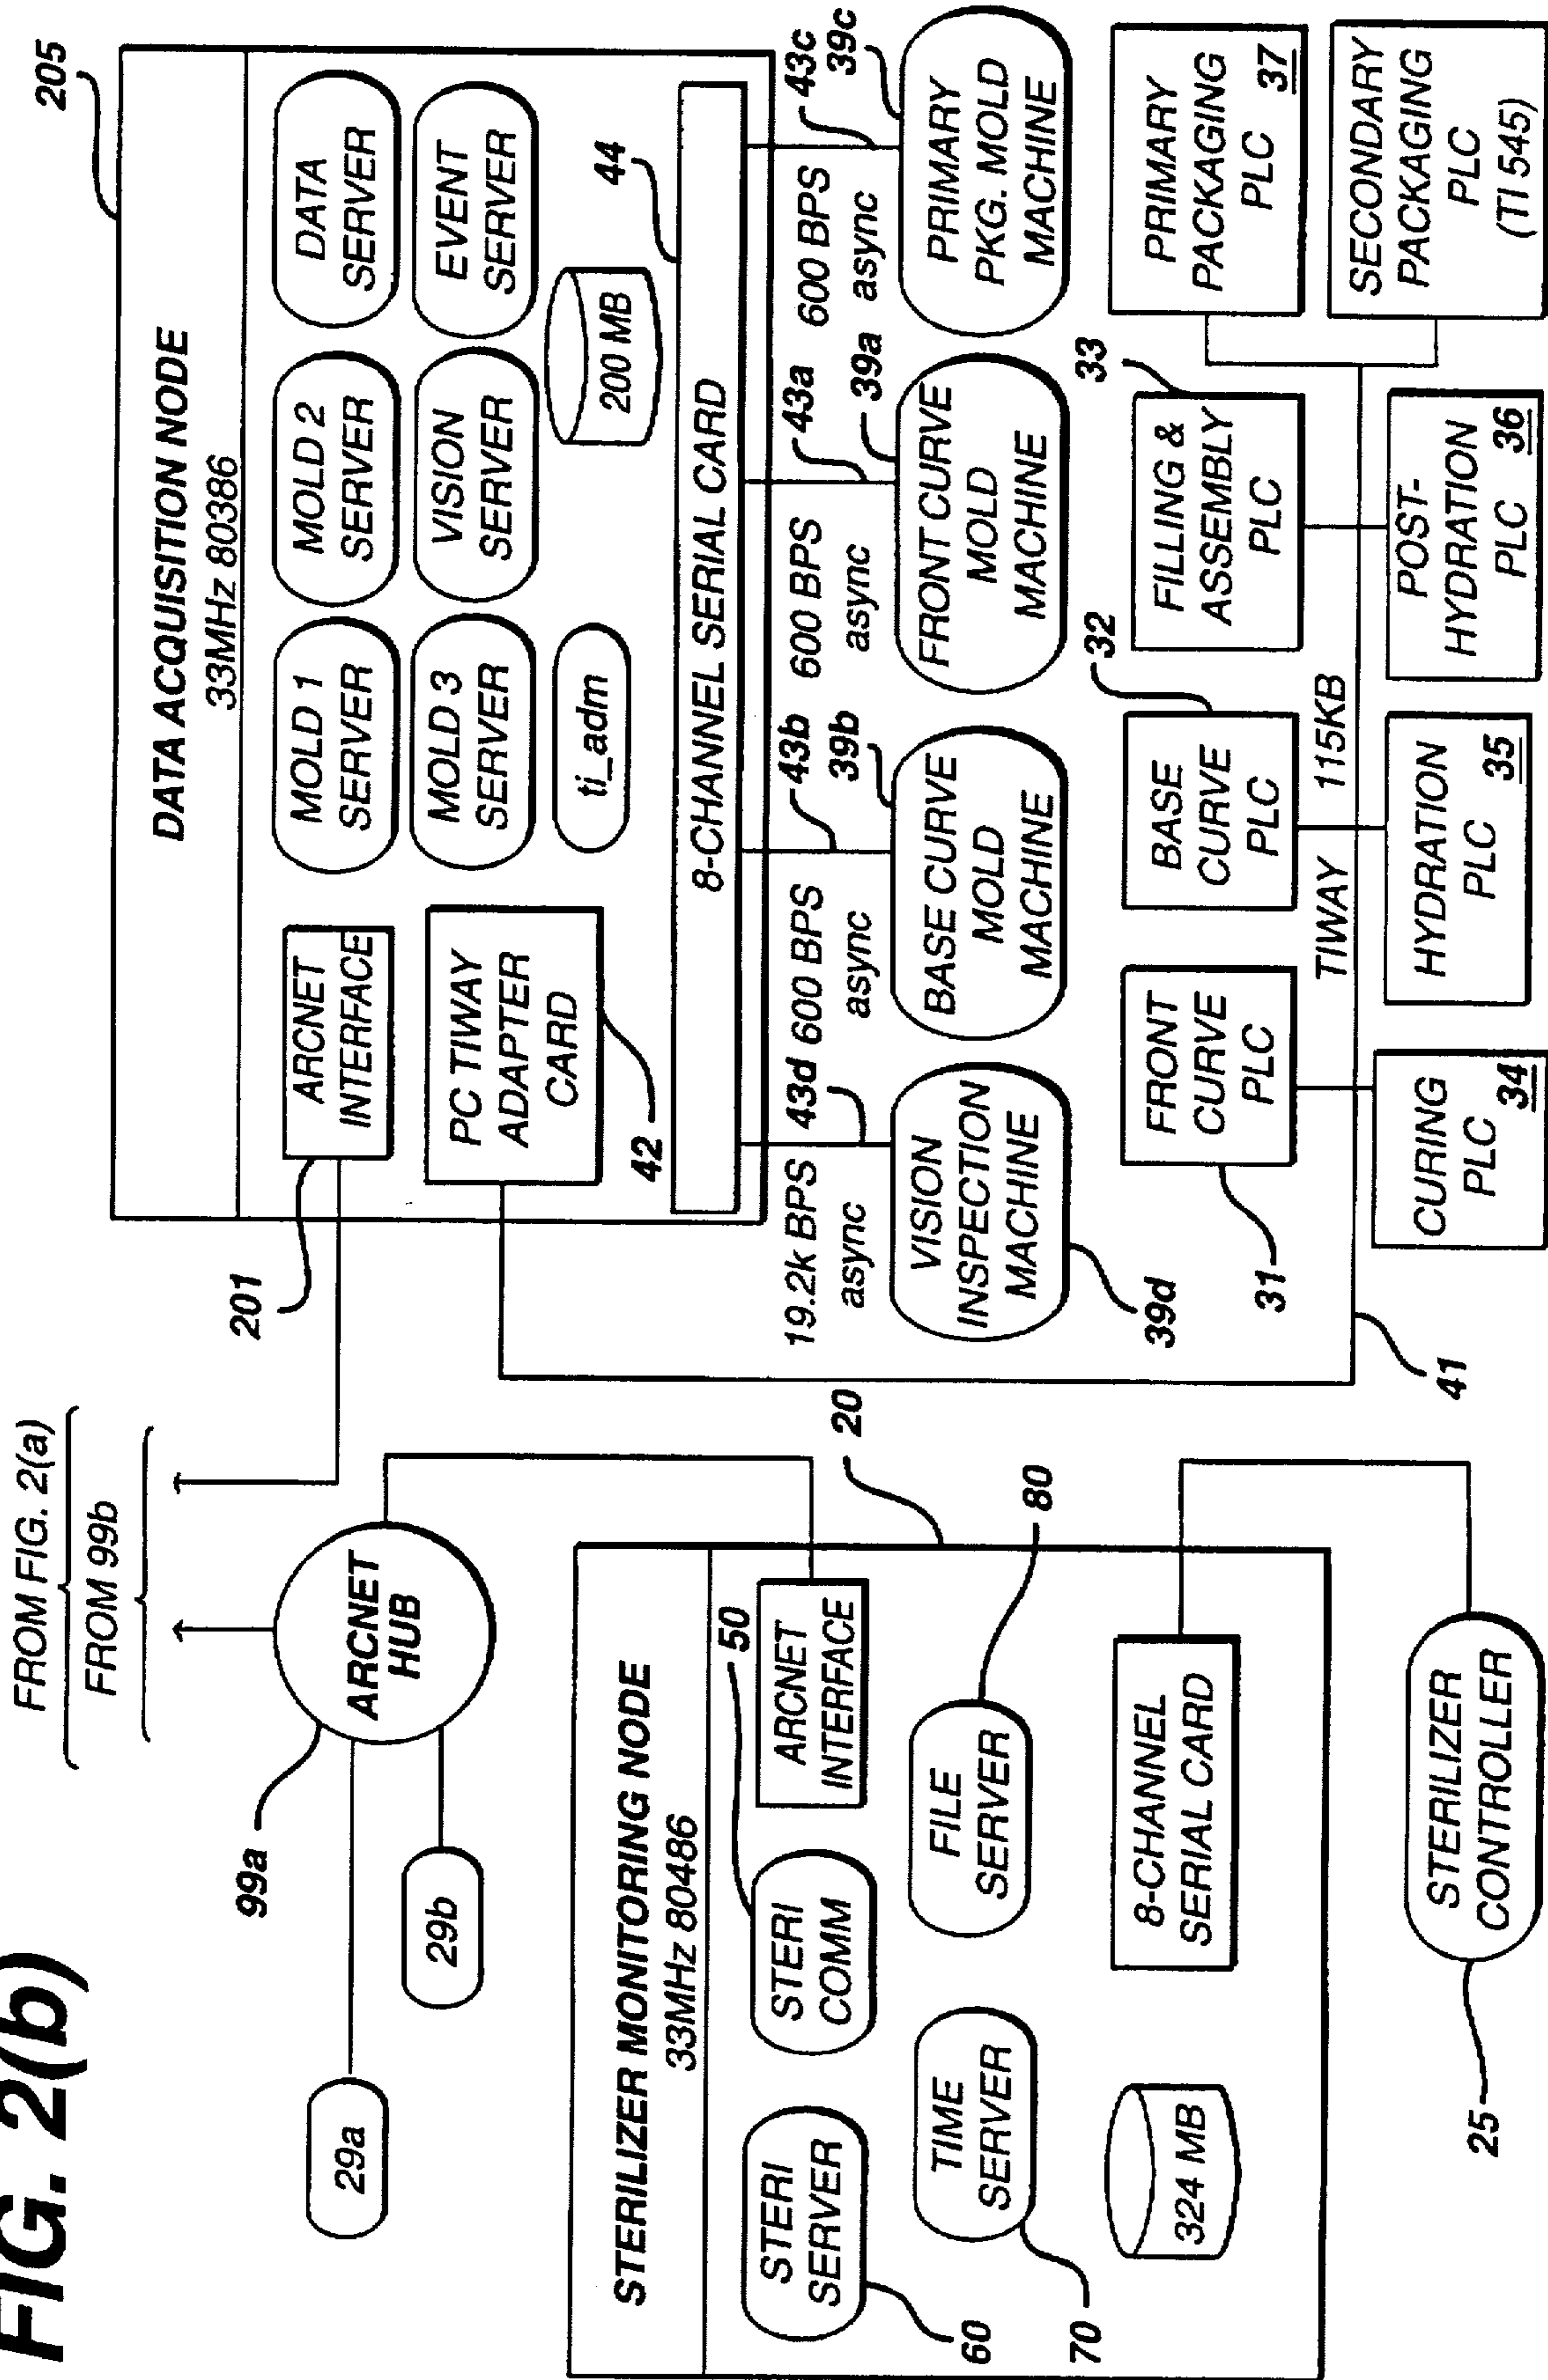 FIG. 2(b)
FROM FIG. 2(a)
FROM 99b
99a
ARCNET
HUB
29a
29b
STERILIZER MONITORING NODE
33MHz 80486
20
STERI
SERVER
60
STERI
COMM
50
ARCNET
INTERFACE
TIME
SERVER
70
FILE
SERVER
80
324 MB
8-CHANNEL
SERIAL CARD
STERILIZER
CONTROLLER
25
205
DATA ACQUISITION NODE
33MHz 80386
201
ARCNET
INTERFACE
MOLD 1
SERVER
MOLD 2
SERVER
DATA
SERVER
PC TIWAY
ADAPTER
CARD
42
MOLD 3
SERVER
VISION
SERVER
EVENT
SERVER
ti_adm
200 MB
44
8-CHANNEL SERIAL CARD
19.2k BPS
async
43d
600 BPS
async
43b
39b
600 BPS
async
43a
39a
600 BPS
async
43c
39c
VISION
INSPECTION
MACHINE
39d
BASE CURVE
MOLD
MACHINE
FRONT CURVE
MOLD
MACHINE
PRIMARY
PKG. MOLD
MACHINE
FRONT
CURVE
PLC
31
BASE
CURVE
PLC
32
FILLING &
ASSEMBLY
PLC
33
PRIMARY
PACKAGING
PLC 37
TIWAY 115KB
41
CURING
PLC 34
HYDRATION
PLC 35
POST-
HYDRATION
PLC 36
SECONDARY
PACKAGING
PLC
(TI 545)